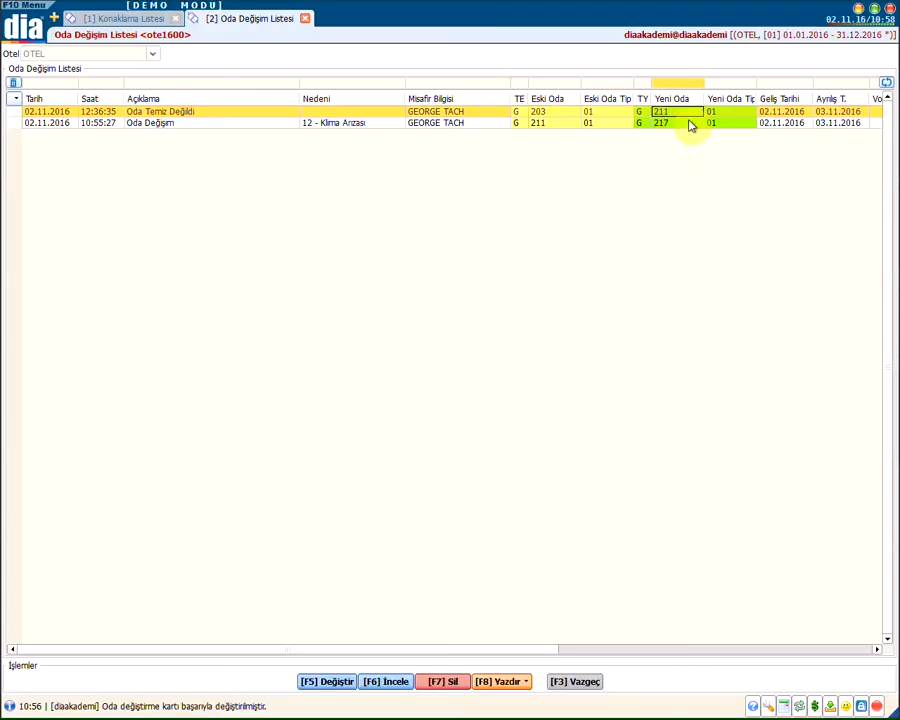 F10 Menu [ D E M O M O D U ]
dia [1] Konaklama Listesi [2] Oda Değişim Listesi 02.11.16/10:58
Oda Değişim Listesi <ote1600> diaakademi@diaakademi [(OTEL, [01] 01.01.2016 - 31.12.2016 *)]
Otel OTEL
Oda Değişim Listesi
Tarih Saat Açıklama Nedeni Misafir Bilgisi TE Eski Oda Eski Oda Tip TY Yeni Oda Yeni Oda Tip Geliş Tarihi Ayrılış T. Vo
02.11.2016 12:36:35 Oda Temiz Değildi GEORGE TACH G 203 01 G 211 01 02.11.2016 03.11.2016
02.11.2016 10:55:27 Oda Değişim 12 - Klima Arızası GEORGE TACH G 211 01 G 217 01 02.11.2016 03.11.2016
İşlemler
[F5] Değiştir [F6] İncele [F7] Sil [F8] Yazdır [F3] Vazgeç
10:56 | [diaakademi] Oda değiştirme kartı başarıyla değiştirilmiştir.